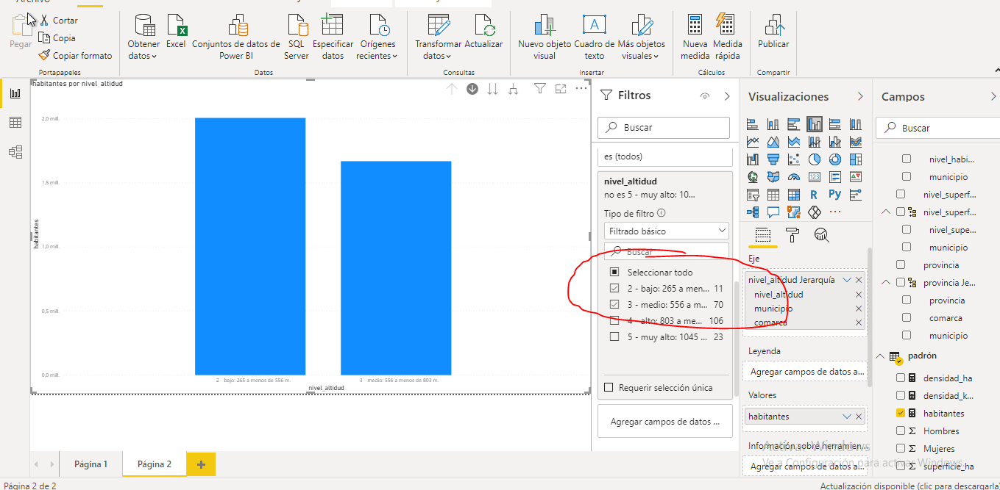 Archivo
Pegar
Cortar
Copia
Copiar formato
Portapapeles
Obtener datos
Excel
Conjuntos de datos de Power BI
SQL Server
Especificar datos
Orígenes recientes
Datos
Transformar datos
Actualizar
Consultas
Nuevo objeto visual
Cuadro de texto
Más objetos visuales
Insertar
Nueva medida
Medida rápida
Cálculos
Publicar
Compartir
habitantes por nivel_altidud
2,0 mill.
1,5 mill.
1,0 mill.
0,5 mill.
0,0 mill.
habitantes
2 - bajo: 265 a menos de 556 m.
3 - medio: 556 a menos de 803 m.
nivel_altidud
Filtros
Buscar
es (todos)
nivel_altidud
no es 5 - muy alto: 10...
Tipo de filtro
Filtrado básico
Buscar
Seleccionar todo
2 - bajo: 265 a men... 11
3 - medio: 556 a m... 70
4 - alto: 803 a me... 106
5 - muy alto: 1045 ... 23
Requerir selección única
Agregar campos de datos ...
Visualizaciones
123
R
Py
Eje
nivel_altidud Jerarquía
nivel_altidud
municipio
comarca
Leyenda
Agregar campos de datos a...
Valores
habitantes
Información sobre herramien...
Agregar campos de datos a...
Campos
Buscar
nivel_habi...
municipio
nivel_superf...
nivel_superf...
nivel_supe...
municipio
provincia
provincia Je...
provincia
comarca
municipio
padrón
densidad_ha
densidad_k...
habitantes
Hombres
Mujeres
superficie_ha
Activar Windows
Ve a Configuración para activar Windows.
Página 1
Página 2
Página 2 de 2
Actualización disponible (clic para descargarla)